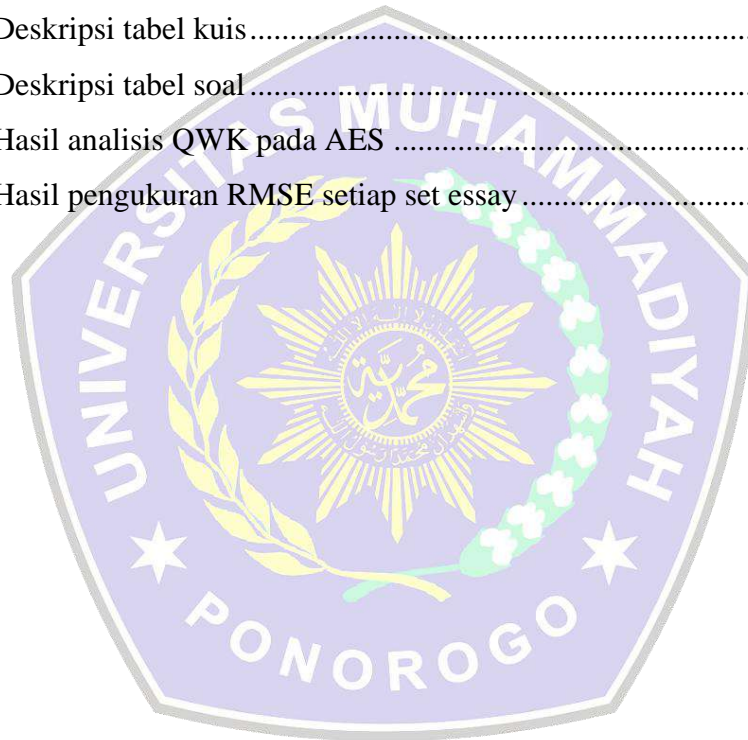 Deskripsi tabel kuis..............................................................
Deskripsi tabel soal..............................................................
Hasil analisis QWK pada AES ............................................
Hasil pengukuran RMSE setiap set essay............................
UNIVERSITAS MUHAMMADIYAH
محمدية
PONOROGO